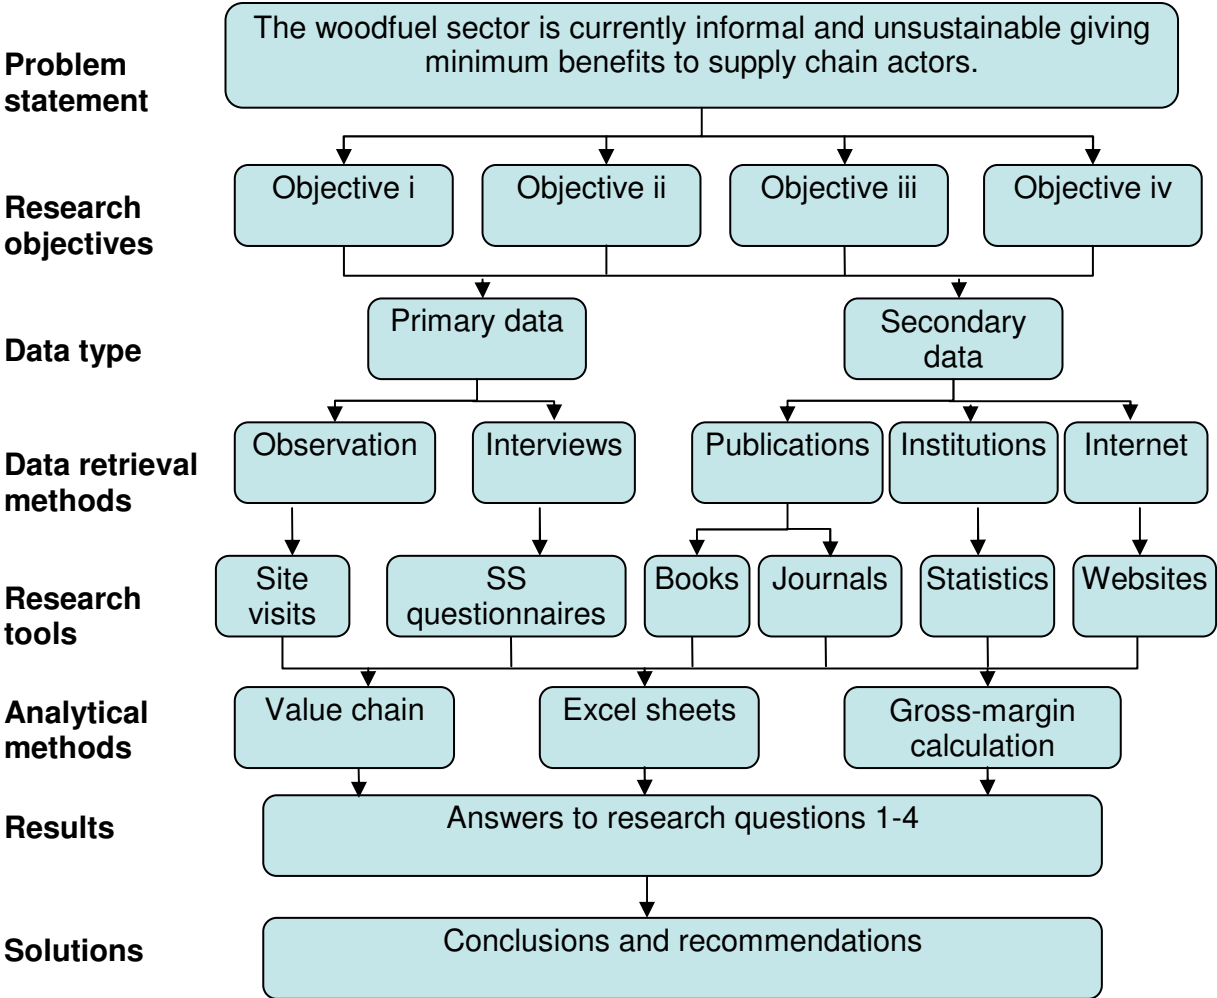 Problem
statement
The woodfuel sector is currently informal and unsustainable giving
minimum benefits to supply chain actors.
Research
objectives
Objective i
Objective ii
Objective iii
Objective iv
Data type
Primary data
Secondary
data
Data retrieval
methods
Observation
Interviews
Publications
Institutions
Internet
Research
tools
Site
visits
SS
questionnaires
Books
Journals
Statistics
Websites
Analytical
methods
Value chain
Excel sheets
Gross-margin
calculation
Results
Answers to research questions 1-4
Solutions
Conclusions and recommendations